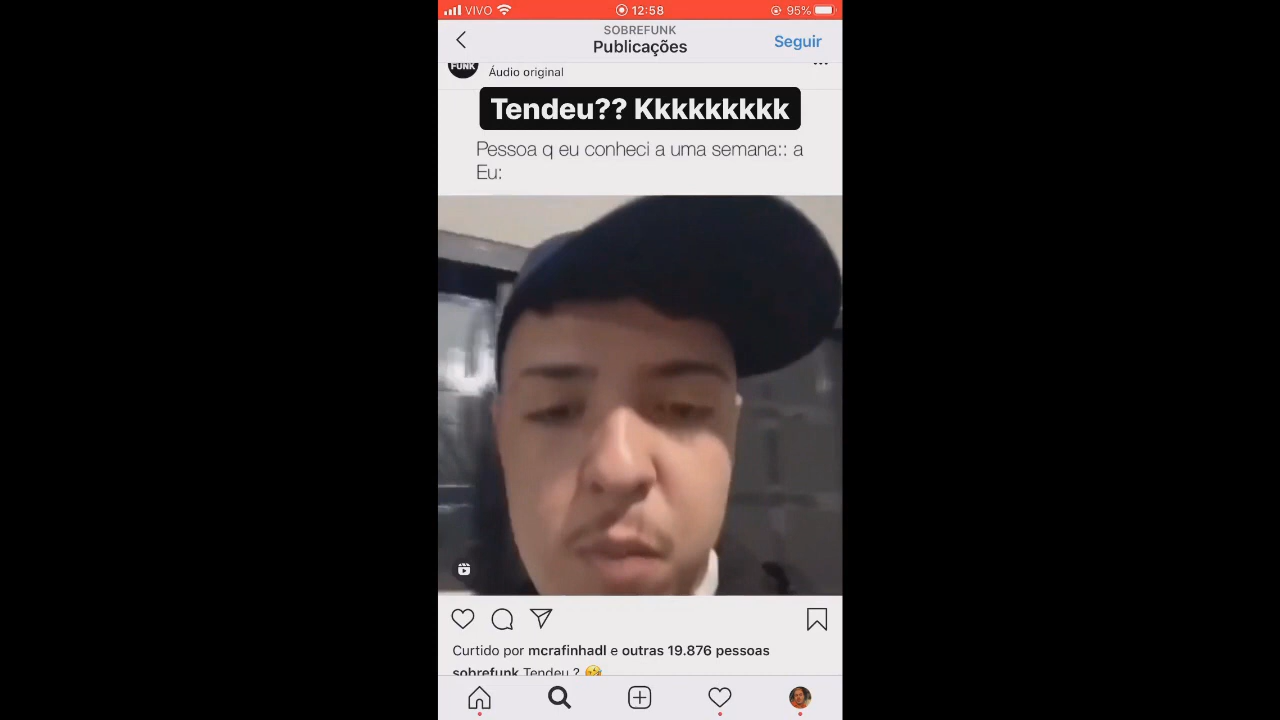 VIVO 12:58 95%
SOBREFUNK
Publicações
Seguir
FUNK
Áudio original
Tendeu?? Kkkkkkkkk
Pessoa q eu conheci a uma semana:: a
Eu:
Curtido por mcrafinhadl e outras 19.876 pessoas
sobrefunk Tendeu ? 🤣